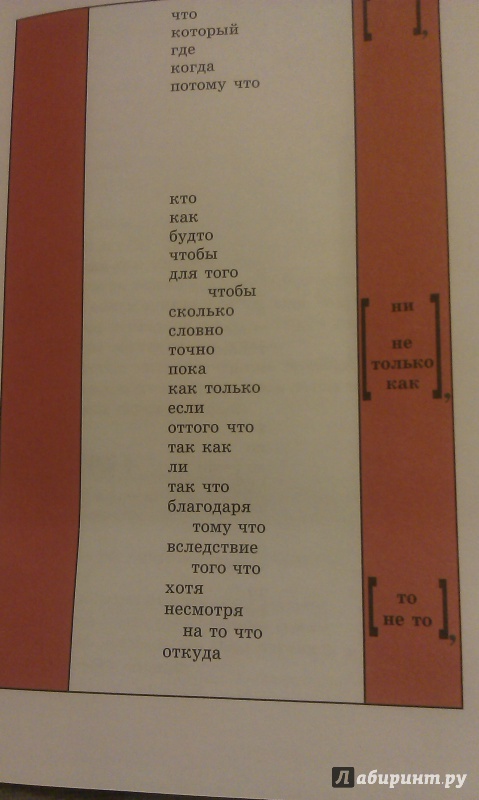 что
который
где
когда
потому что
кто
как
будто
чтобы
для того
чтобы
сколько
словно
точно
пока
как только
если
оттого что
так как
ли
так что
благодаря
тому что
вследствие
того что
хотя
несмотря
на то что
откуда
[ ],
[ни
не
только
как],
[то
не то],
Лабиринт.ру